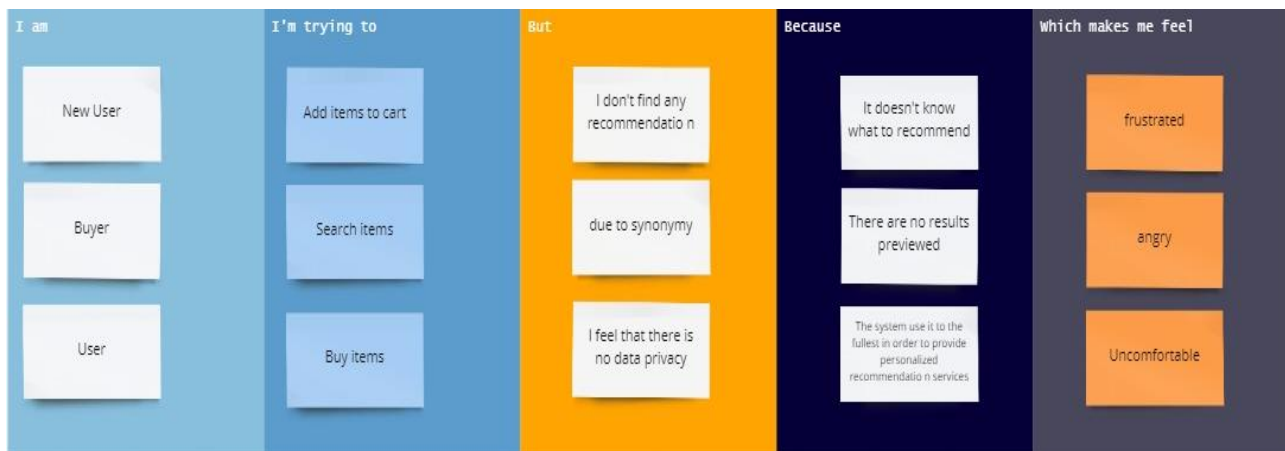 I am
I'm trying to
But
Because
Which makes me feel
New User
Add items to cart
I don't find any
recommendatio n
It doesn't know
what to recommend
frustrated
Buyer
Search items
due to synonymy
There are no results
previewed
angry
User
Buy items
I feel that there is
no data privacy
The system use it to the
fullest in order to provide
personalized
recommendatio n services
Uncomfortable